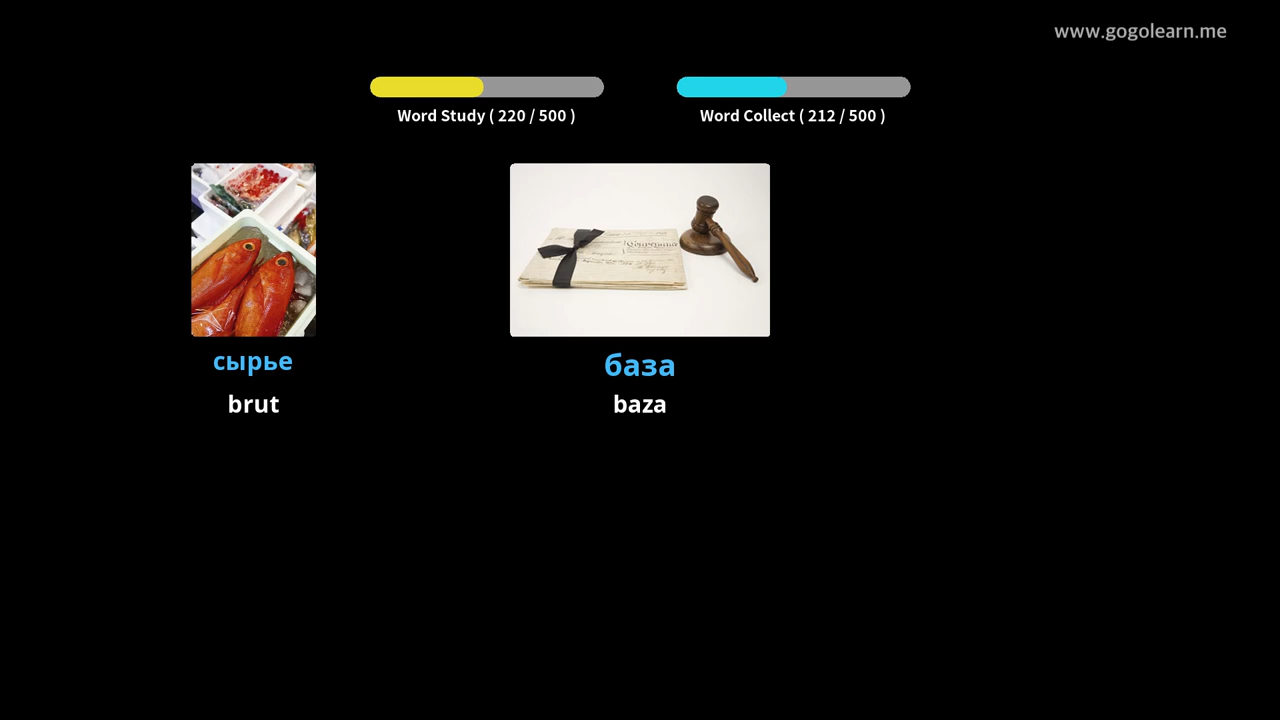 www.gogolearn.me
Word Study ( 220 / 500 )
Word Collect ( 212 / 500 )
сырье
база
brut
baza